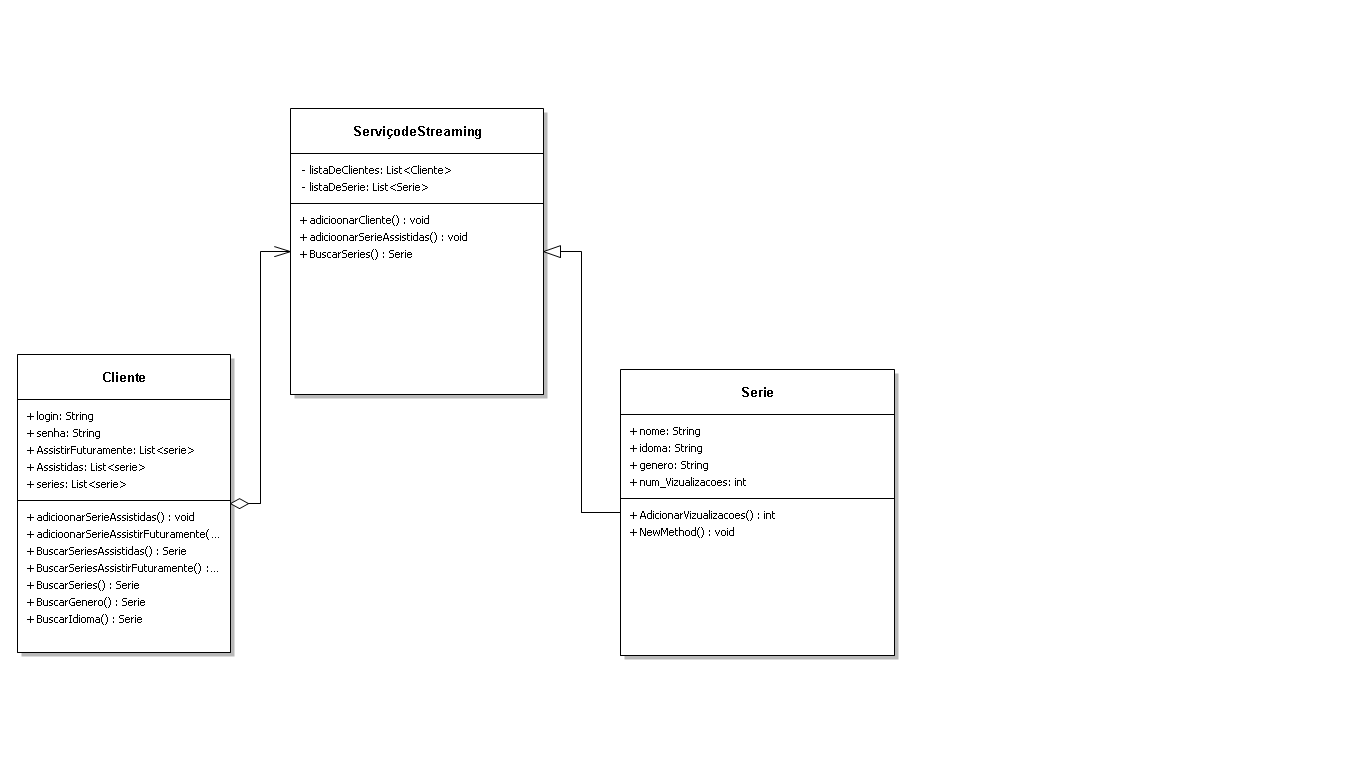 ServiçodeStreaming
- listaDeClientes: List<Cliente>
- listaDeSerie: List<Serie>
+ adicioonarCliente() : void
+ adicioonarSerieAssistidas() : void
+ BuscarSeries() : Serie
Cliente
+ login: String
+ senha: String
+ AssistirFuturamente: List<serie>
+ Assistidas: List<serie>
+ series: List<serie>
+ adicioonarSerieAssistidas() : void
+ adicioonarSerieAssistirFuturamente(...
+ BuscarSeriesAssistidas() : Serie
+ BuscarSeriesAssistirFuturamente() :...
+ BuscarSeries() : Serie
+ BuscarGenero() : Serie
+ BuscarIdioma() : Serie
Serie
+ nome: String
+ idoma: String
+ genero: String
+ num_Vizualizacoes: int
+ AdicionarVizualizacoes() : int
+ NewMethod() : void